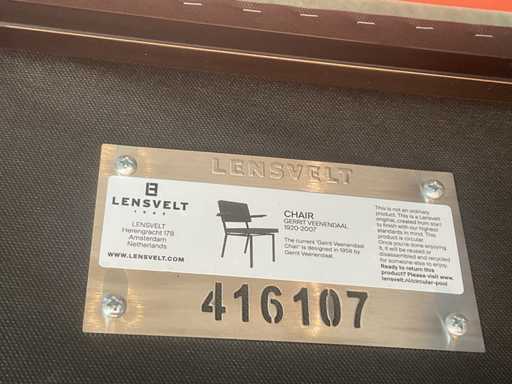 LENSVELT
LENSVELT
1962
LENSVELT
Herengracht 178
Amsterdam
Netherlands
WWW.LENSVELT.COM
CHAIR
GERRIT VEENENDAAL
1920-2007
The current 'Gerrit Veenendaal
Chair' is designed in 1958 by
Gerrit Veenendaal.
This is not an ordinary
product. This is a Lensvelt
original, created from start
to finish with our highest
standards in mind. This
product is circular.
Once you're done enjoying
it, it will be reused or
disassembled and recycled
for someone else to enjoy.
Ready to return this
product? Please visit www.
lensvelt.nl/circular-pool
416107